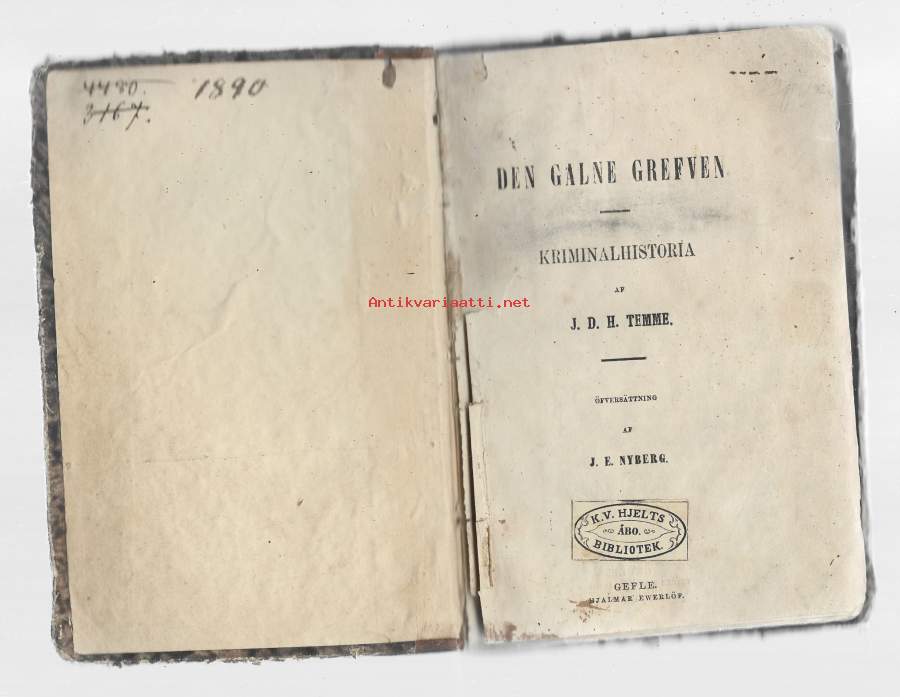 4480.
3167.
1890
DEN GALNE GREFVEN
KRIMINALHISTORIA
AF
J. D. H. TEMME.
ÖFVERSÄTTNING
AF
J. E. NYBERG.
K.V. HJELTS
ÅBO.
BIBLIOTEK.
GEFLE.
HJALMAR EWERLÖF.
Antikvariaatti.net